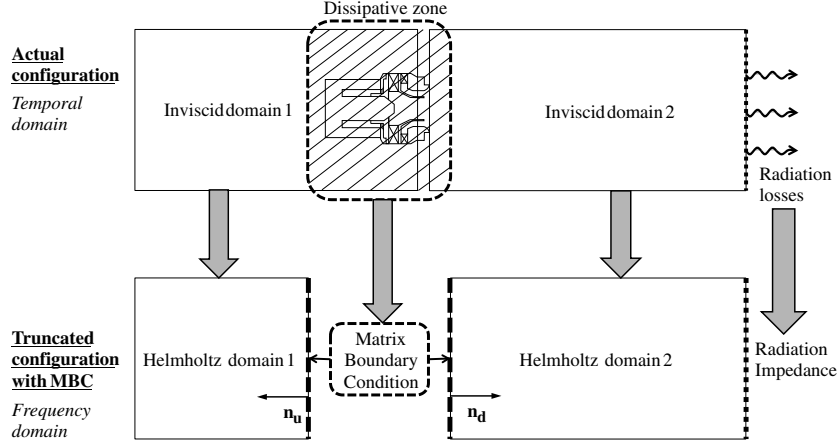 Dissipative zone
Actual
configuration
Temporal
domain
Inviscid domain 1
Inviscid domain 2
Radiation
losses
Truncated
configuration
with MBC
Frequency
domain
Helmholtz domain 1
Matrix
Boundary
Condition
Helmholtz domain 2
Radiation
Impedance
n_u
n_d